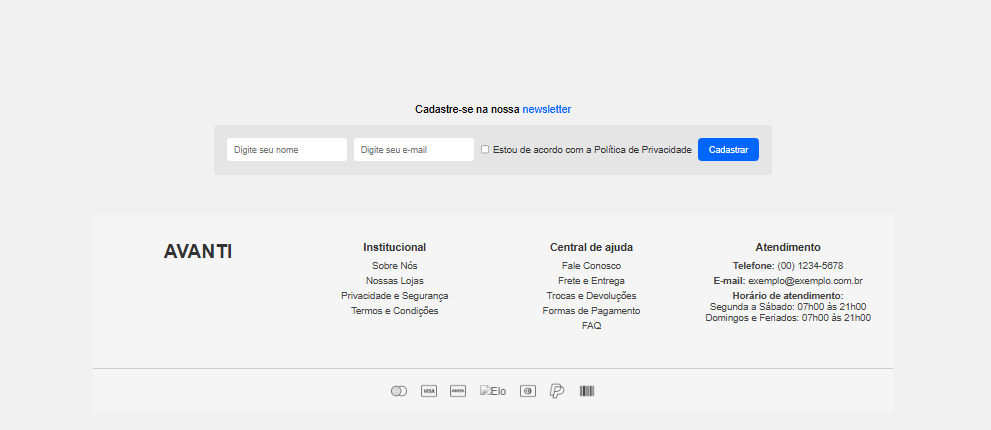 Cadastre-se na nossa newsletter
Digite seu nome
Digite seu e-mail
Estou de acordo com a Política de Privacidade
Cadastrar
AVANTI
Institucional
Sobre Nós
Nossas Lojas
Privacidade e Segurança
Termos e Condições
Central de ajuda
Fale Conosco
Frete e Entrega
Trocas e Devoluções
Formas de Pagamento
FAQ
Atendimento
Telefone: (00) 1234-5678
E-mail: exemplo@exemplo.com.br
Horário de atendimento:
Segunda a Sábado: 07h00 às 21h00
Domingos e Feriados: 07h00 às 21h00
VISA
Elo